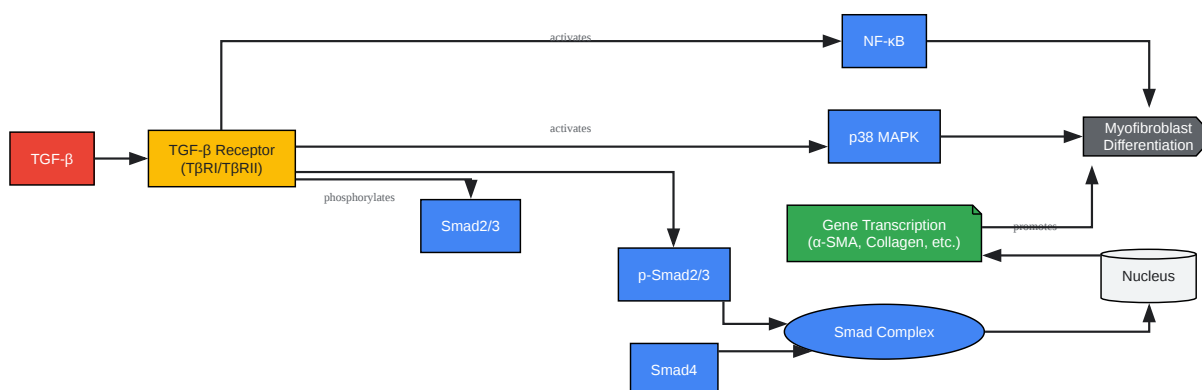 activates
NF-κB
TGF-β
TGF-β Receptor
(TβRI/TβRII)
activates
p38 MAPK
Myofibroblast
Differentiation
phosphorylates
Smad2/3
Gene Transcription
(α-SMA, Collagen, etc.)
promotes
p-Smad2/3
Nucleus
Smad Complex
Smad4